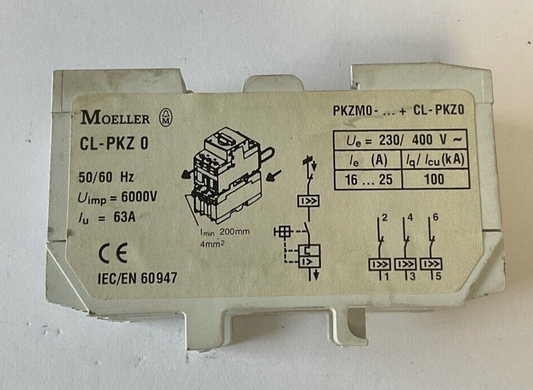 MOELLER
CL-PKZ 0
50/60 Hz
Uimp = 6000V
Iu = 63A
CE
IEC/EN 60947
lmin 200mm
4mm²
PKZM0- ... + CL-PKZ0
Ue = 230/ 400 V ~
Ie (A) Iq/ Icu(kA)
16 ... 25 100
I>>
I>
2 4 6
I>> I>> I>>
1 3 5